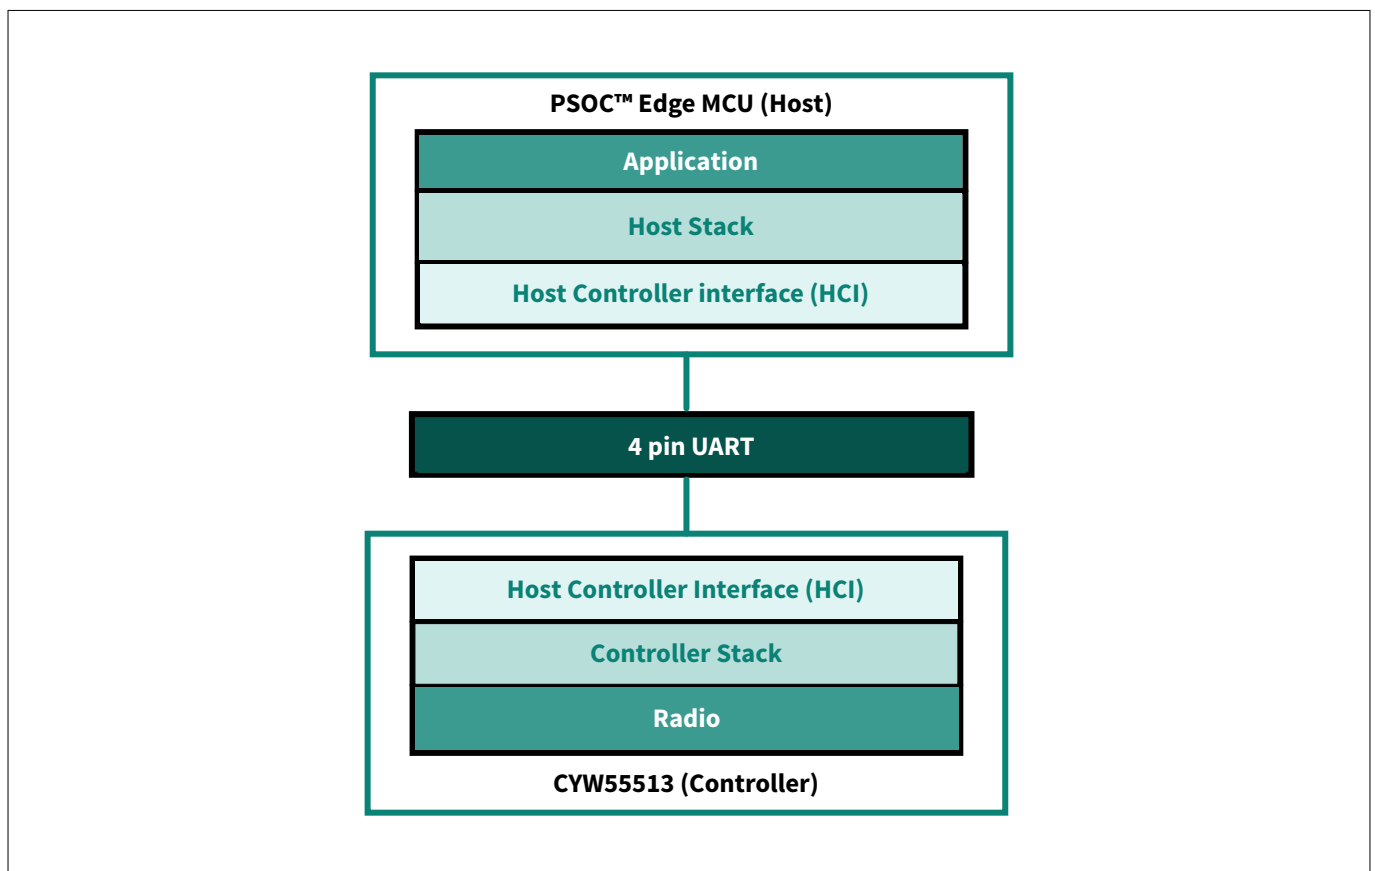 PSOC™ Edge MCU (Host)
Application
Host Stack
Host Controller interface (HCI)
4 pin UART
Host Controller Interface (HCI)
Controller Stack
Radio
CYW55513 (Controller)